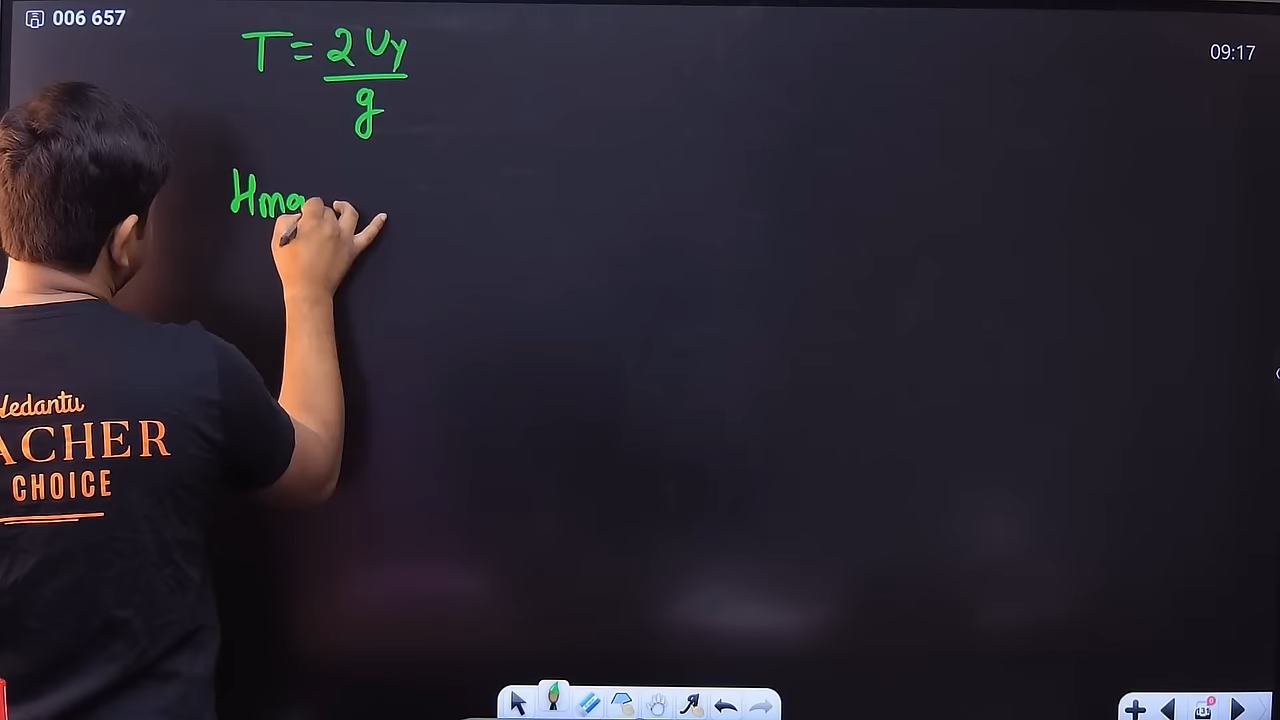 006 657
09:17
T = 2Uy
g
Hma
Vedantu
ACHER
CHOICE